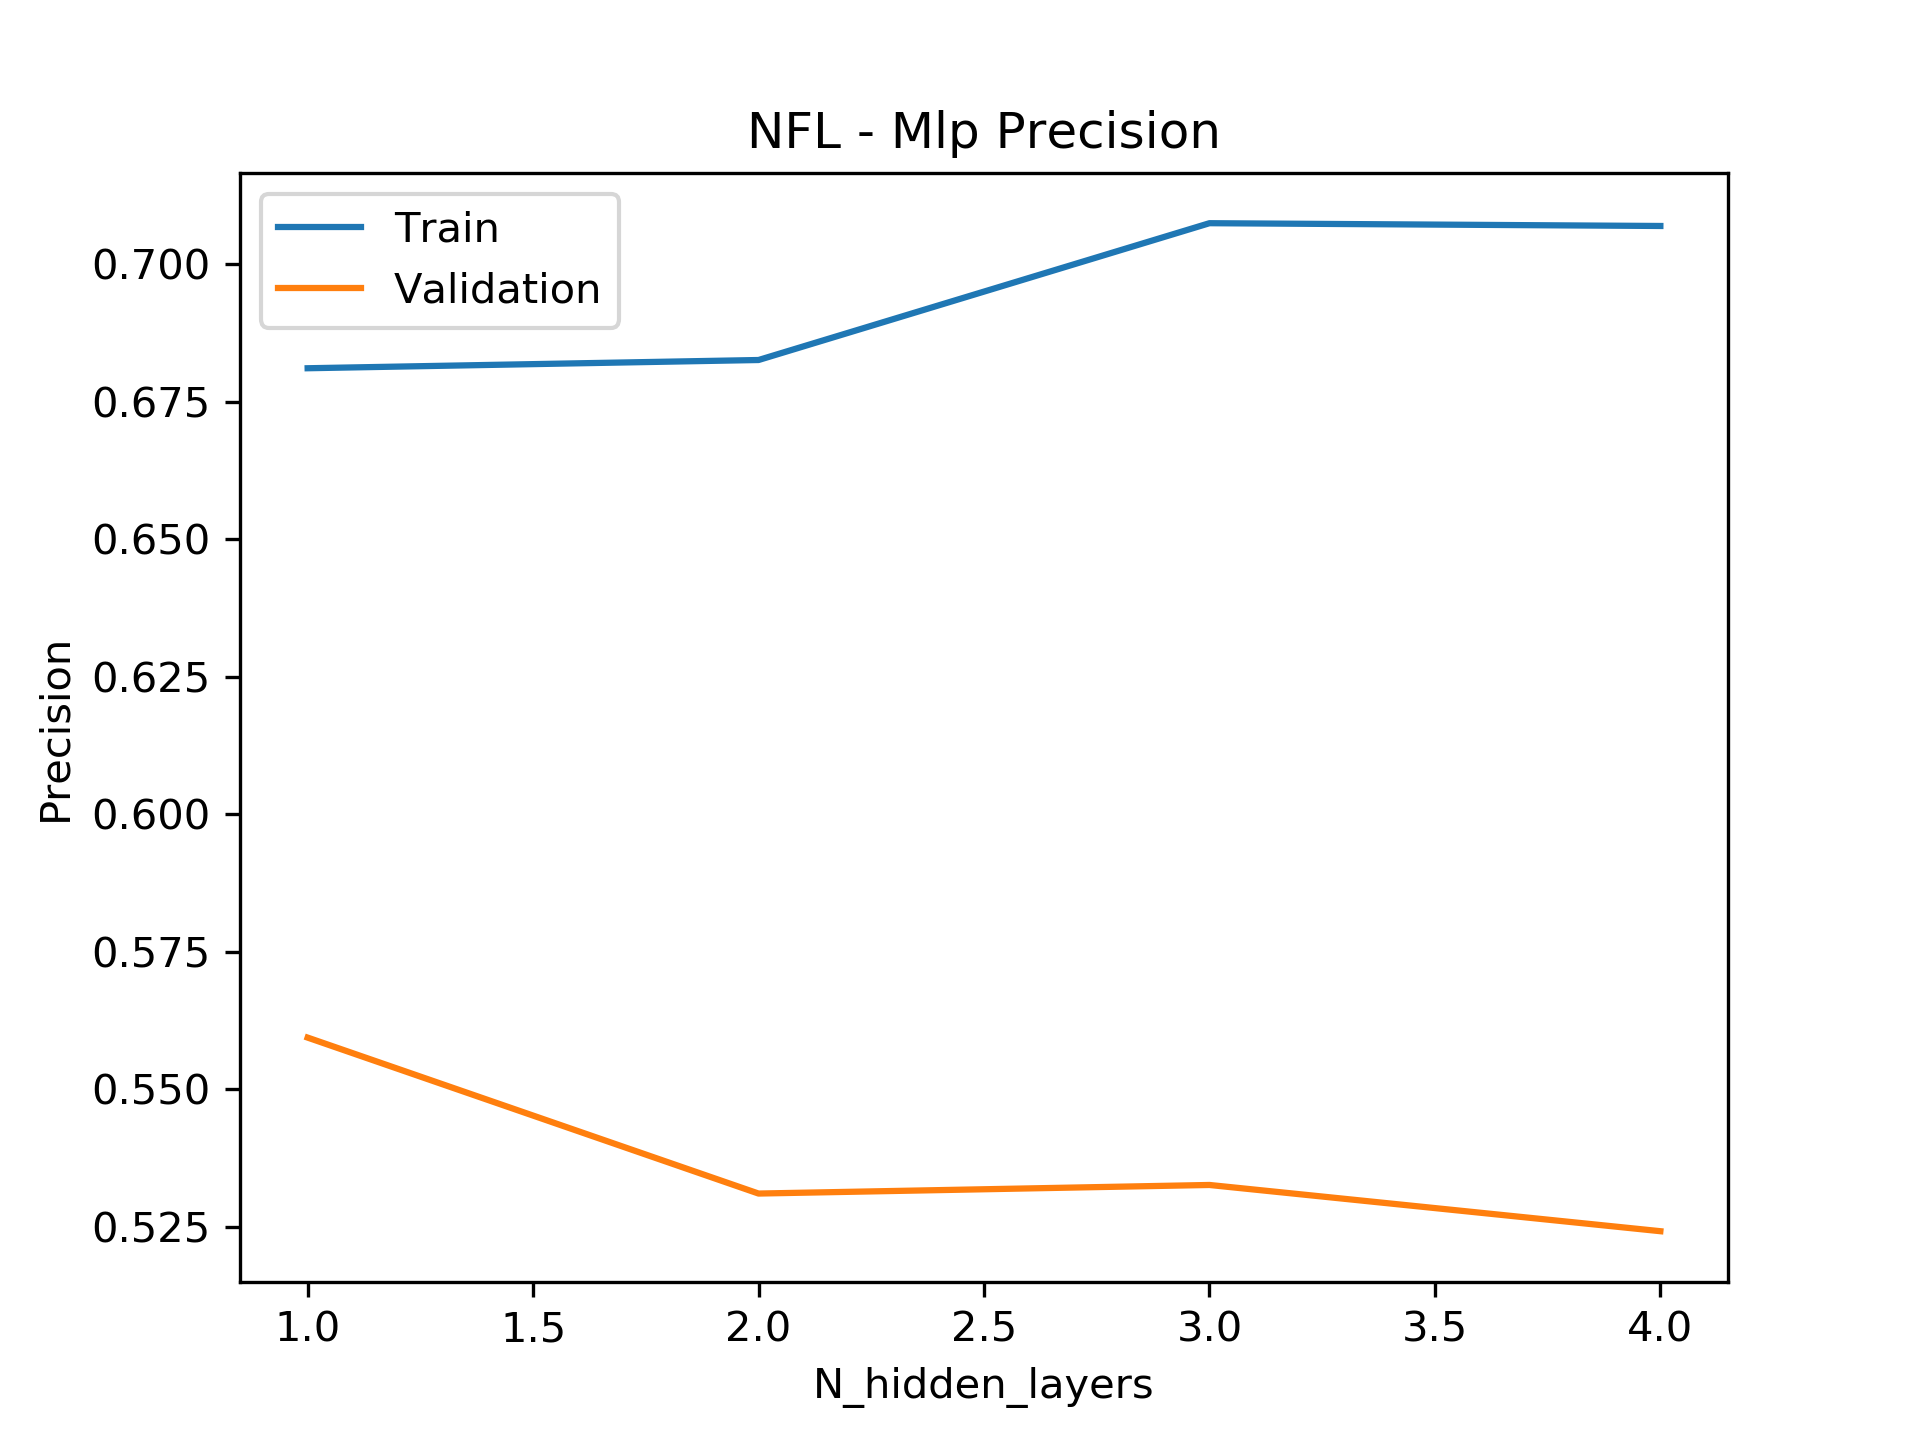 NFL - Mlp Precision
Train
Validation
0.700
0.675
0.650
0.625
0.600
0.575
0.550
0.525
Precision
1.0 1.5 2.0 2.5 3.0 3.5 4.0
N_hidden_layers